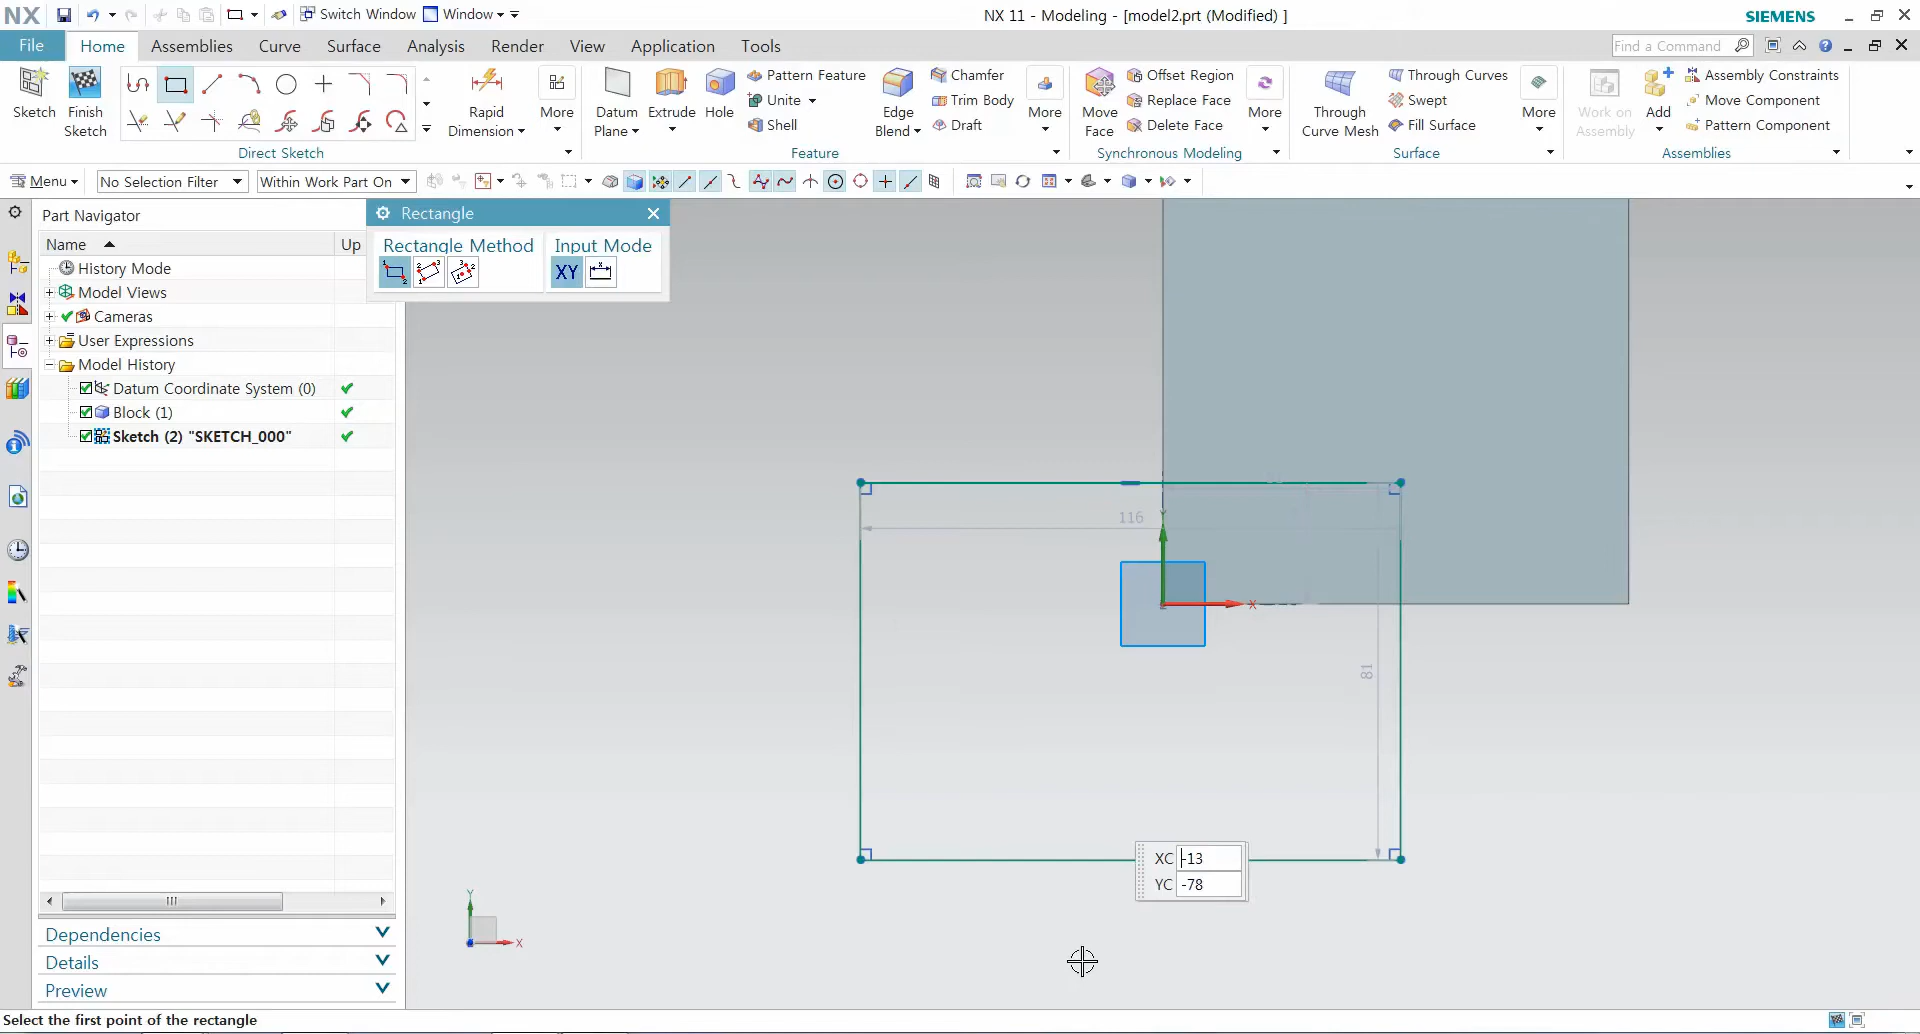 NX
Switch Window
Window
NX 11 - Modeling - [model2.prt (Modified) ]
SIEMENS
File
Home
Assemblies
Curve
Surface
Analysis
Render
View
Application
Tools
Find a Command
Sketch
Finish
Sketch
Rapid
Dimension
More
Direct Sketch
Datum
Plane
Extrude
Hole
Pattern Feature
Unite
Shell
Edge
Blend
Chamfer
Trim Body
Draft
More
Feature
Move
Face
Offset Region
Replace Face
Delete Face
More
Synchronous Modeling
Through
Curve Mesh
Through Curves
Swept
Fill Surface
More
Surface
Work on
Assembly
Add
Assembly Constraints
Move Component
Pattern Component
Assemblies
Menu
No Selection Filter
Within Work Part On
Part Navigator
Name
Up
History Mode
Model Views
Cameras
User Expressions
Model History
Datum Coordinate System (0)
Block (1)
Sketch (2) "SKETCH_000"
Rectangle
Rectangle Method
Input Mode
XY
116
81
X
XC -13
YC -78
Y
X
Dependencies
Details
Preview
Select the first point of the rectangle